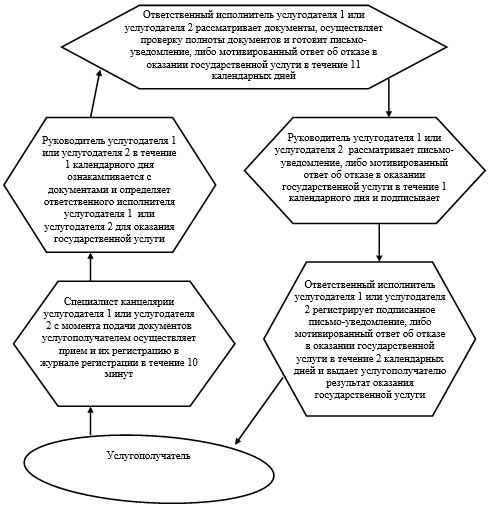 Ответственный исполнитель услугодателя 1 или
услугодателя 2 рассматривает документы, осуществляет
проверку полноты документов и готовит письмо-
уведомление, либо мотивированный ответ об отказе в
оказании государственной услуги в течение 11
календарных дней
Руководитель услугодателя 1
или услугодателя 2 в течение
1 календарного дня
ознакамливается с
документами и определяет
ответственного исполнителя
услугодателя 1 или
услугодателя 2 для оказания
государственной услуги
Руководитель услугодателя 1 или
услугодателя 2 рассматривает письмо-
уведомление, либо мотивированный
ответ об отказе в оказании
государственной услуги в течение 1
календарного дня и подписывает
Специалист канцелярии
услугодателя 1 или услугодателя
2 с момента подачи документов
услугополучателем осуществляет
прием и их регистрацию в
журнале регистрации в течение 10
минут
Ответственный исполнитель
услугодателя 1 или услугодателя
2 регистрирует подписанное
письмо-уведомление, либо
мотивированный ответ об отказе
в оказании государственной
услуги в течение 2 календарных
дней и выдает услугополучателю
результат оказания
государственной услуги
Услугополучатель